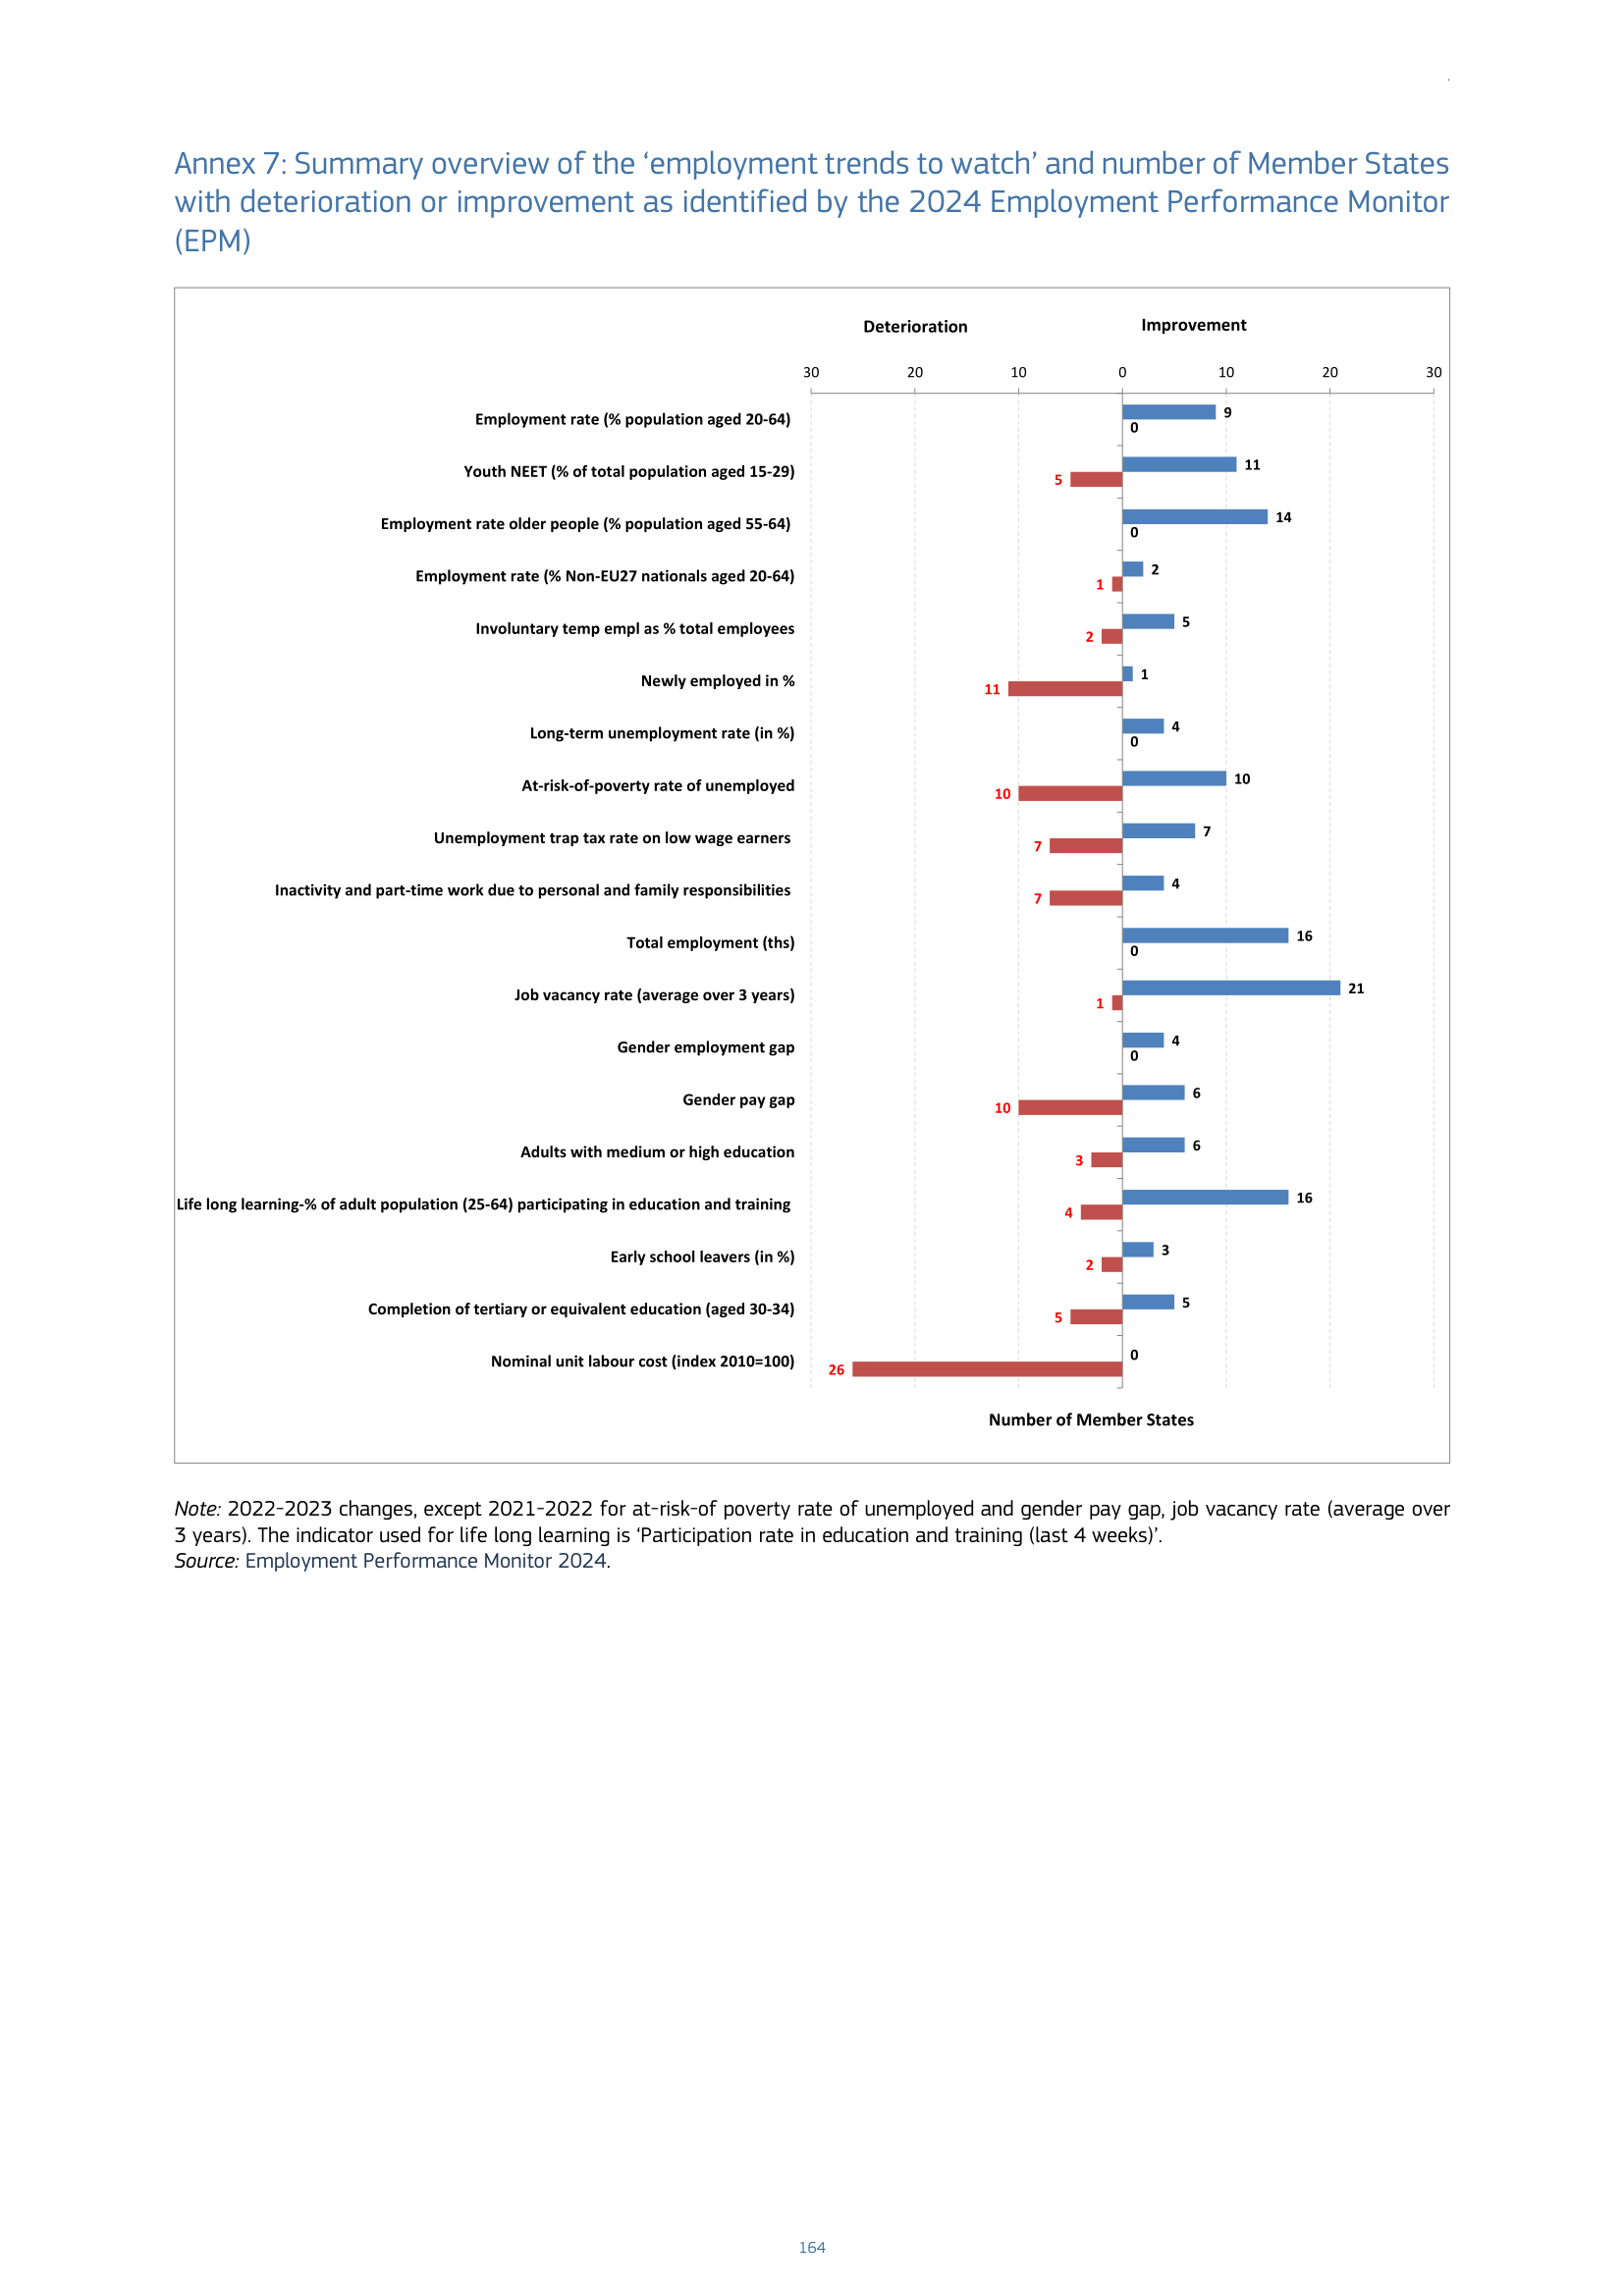 Annex 7: Summary overview of the ‘employment trends to watch’ and number of Member States
with deterioration or improvement as identified by the 2024 Employment Performance Monitor
(EPM)
Deterioration Improvement
30 20 10 0 10 20 30
Employment rate (% population aged 20-64) 9 0
Youth NEET (% of total population aged 15-29) 5 11
Employment rate older people (% population aged 55-64) 14 0
Employment rate (% Non-EU27 nationals aged 20-64) 1 2
Involuntary temp empl as % total employees 2 5
Newly employed in % 11 1
Long-term unemployment rate (in %) 4 0
At-risk-of-poverty rate of unemployed 10 10
Unemployment trap tax rate on low wage earners 7 7
Inactivity and part-time work due to personal and family responsibilities 7 4
Total employment (ths) 16 0
Job vacancy rate (average over 3 years) 1 21
Gender employment gap 4 0
Gender pay gap 10 6
Adults with medium or high education 3 6
Life long learning-% of adult population (25-64) participating in education and training 4 16
Early school leavers (in %) 2 3
Completion of tertiary or equivalent education (aged 30-34) 5 5
Nominal unit labour cost (index 2010=100) 26 0
Number of Member States
Note: 2022-2023 changes, except 2021-2022 for at-risk-of poverty rate of unemployed and gender pay gap, job vacancy rate (average over
3 years). The indicator used for life long learning is ‘Participation rate in education and training (last 4 weeks)’.
Source: Employment Performance Monitor 2024.
164